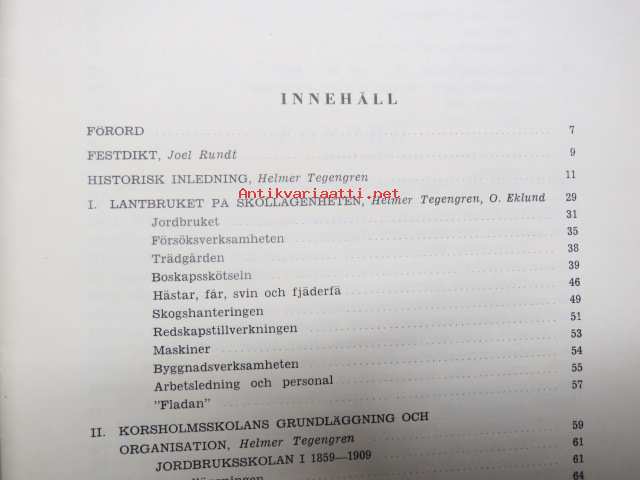 INNEHÅLL
FÖRORD 7
FESTDIKT, Joel Rundt 9
HISTORISK INLEDNING, Helmer Tegengren 11
Antikvariaatti.net
I. LANTBRUKET PÅ SKOLLÄGENHETEN, Helmer Tegengren, O. Eklund 29
Jordbruket 31
Försöksverksamheten 35
Trädgården 38
Boskapsskötseln 39
Hästar, får, svin och fjäderfä 46
Skogshanteringen 49
Redskapstillverkningen 51
Maskiner 53
Byggnadsverksamheten 54
Arbetsledning och personal 55
"Fladan" 57
II. KORSHOLMSSKOLANS GRUNDLÄGGNING OCH
ORGANISATION, Helmer Tegengren 59
JORDBRUKSSKOLAN I 1859—1909 61
61
64